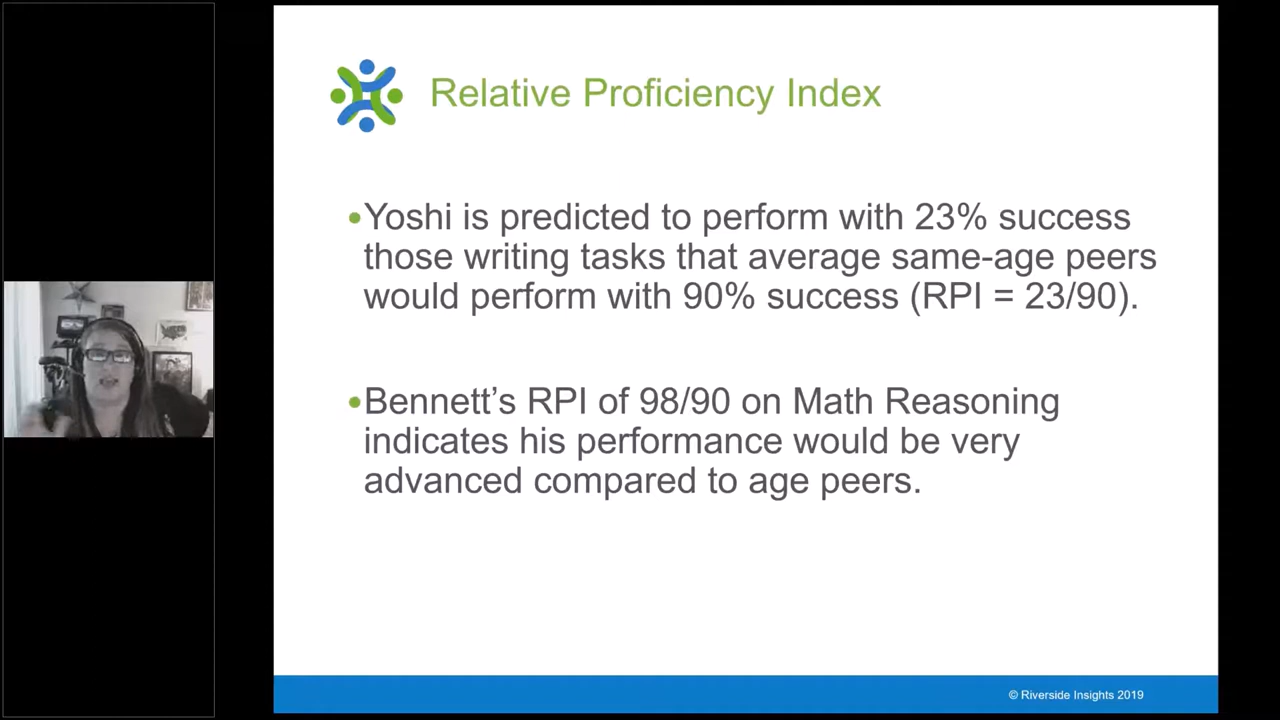 Relative Proficiency Index
•Yoshi is predicted to perform with 23% success
those writing tasks that average same-age peers
would perform with 90% success (RPI = 23/90).
•Bennett’s RPI of 98/90 on Math Reasoning
indicates his performance would be very
advanced compared to age peers.
© Riverside Insights 2019